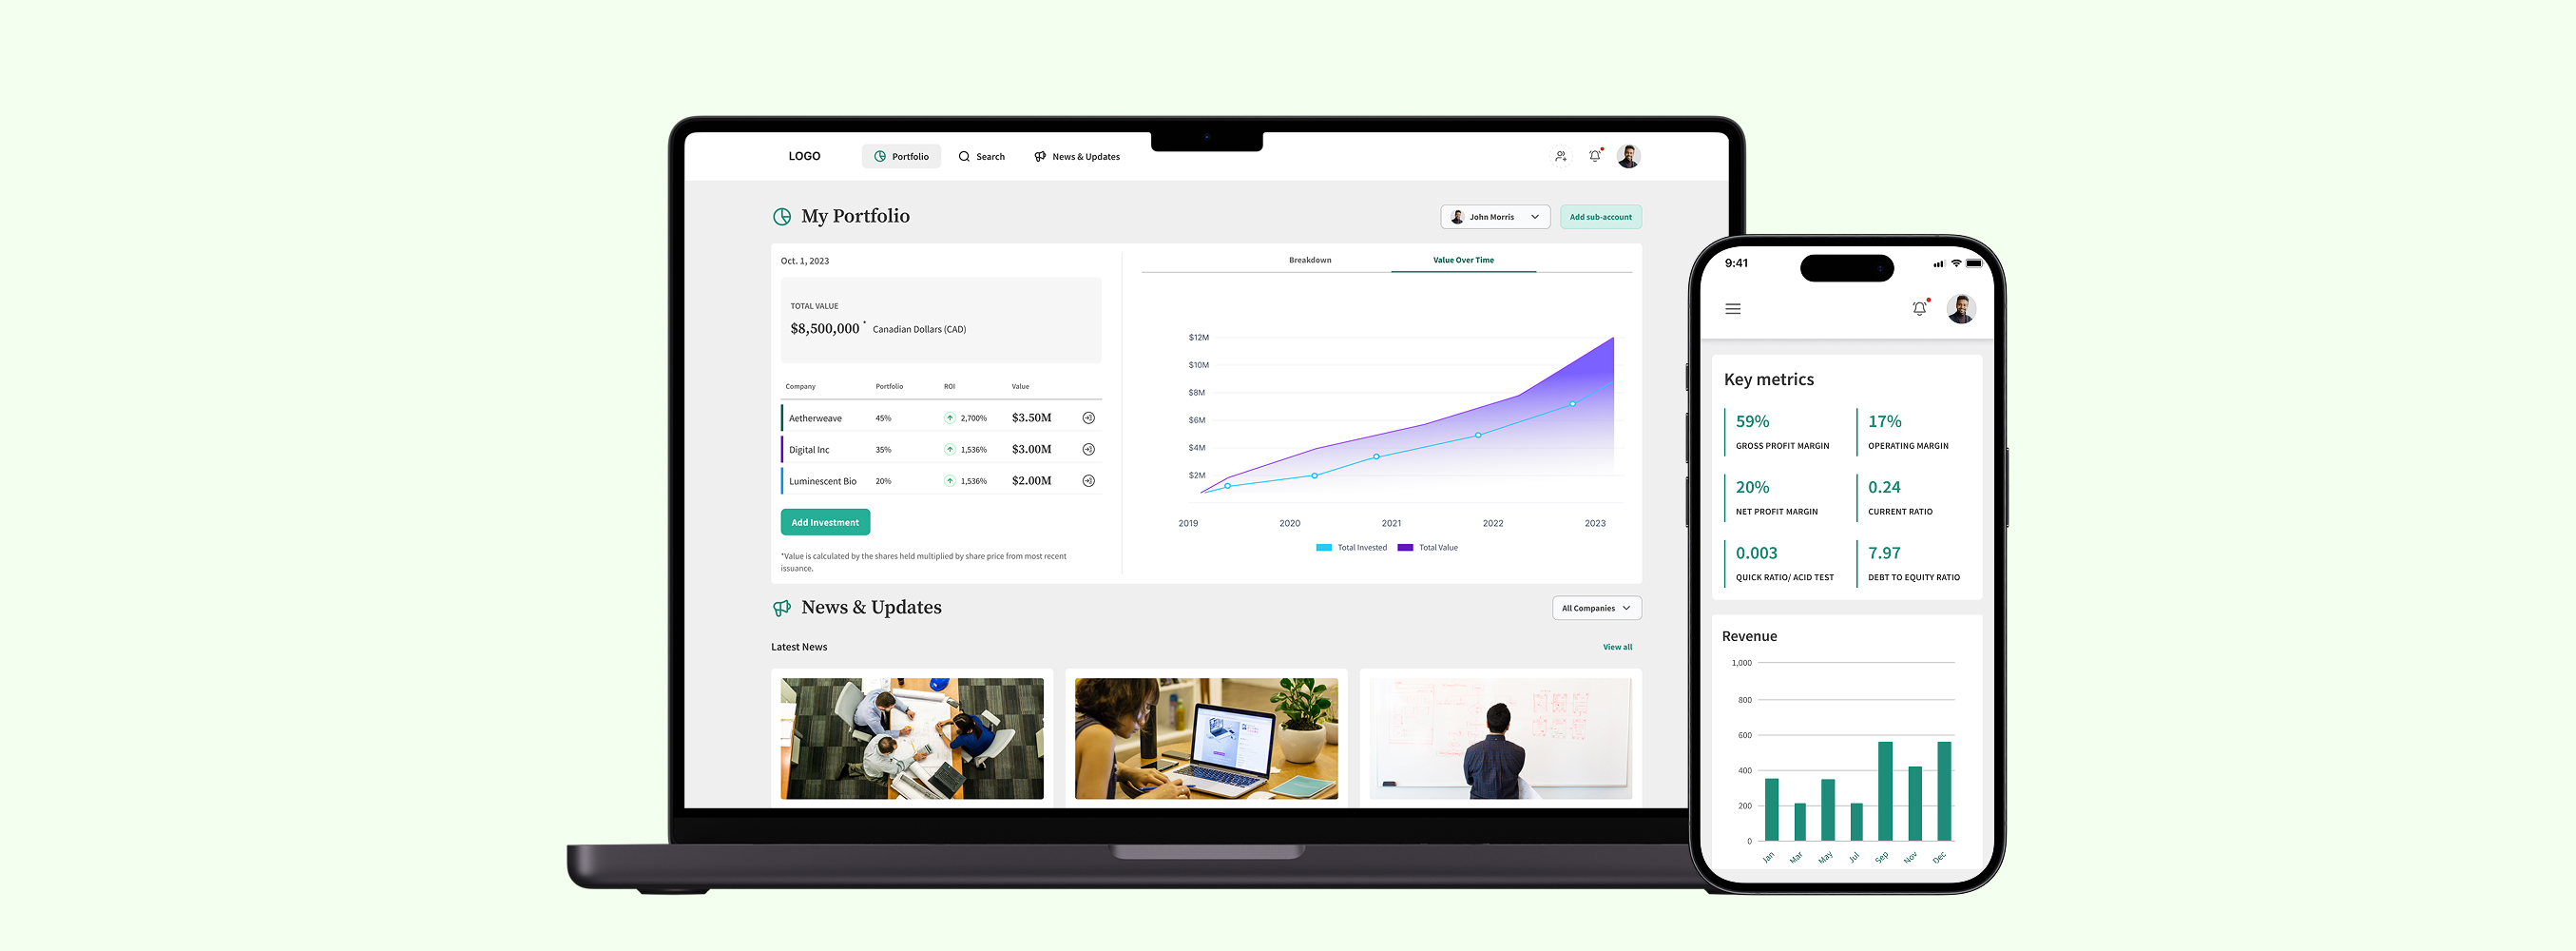 LOGO
Portfolio
Search
News & Updates
My Portfolio
John Morris
Add sub-account
Oct. 1, 2023
TOTAL VALUE
$8,500,000 * Canadian Dollars (CAD)
Company Portfolio ROI Value
Aetherweave 45% 2,700% $3.50M
Digital Inc 35% 1,536% $3.00M
Luminescent Bio 20% 1,536% $2.00M
Add Investment
*Value is calculated by the shares held multiplied by share price from most recent
issuance.
Breakdown
Value Over Time
$12M
$10M
$8M
$6M
$4M
$2M
2019 2020 2021 2022 2023
Total Invested Total Value
News & Updates
All Companies
Latest News
View all
9:41
Key metrics
59%
GROSS PROFIT MARGIN
17%
OPERATING MARGIN
20%
NET PROFIT MARGIN
0.24
CURRENT RATIO
0.003
QUICK RATIO/ ACID TEST
7.97
DEBT TO EQUITY RATIO
Revenue
1,000
800
600
400
200
0
Jan Mar May Jul Sep Nov Dec